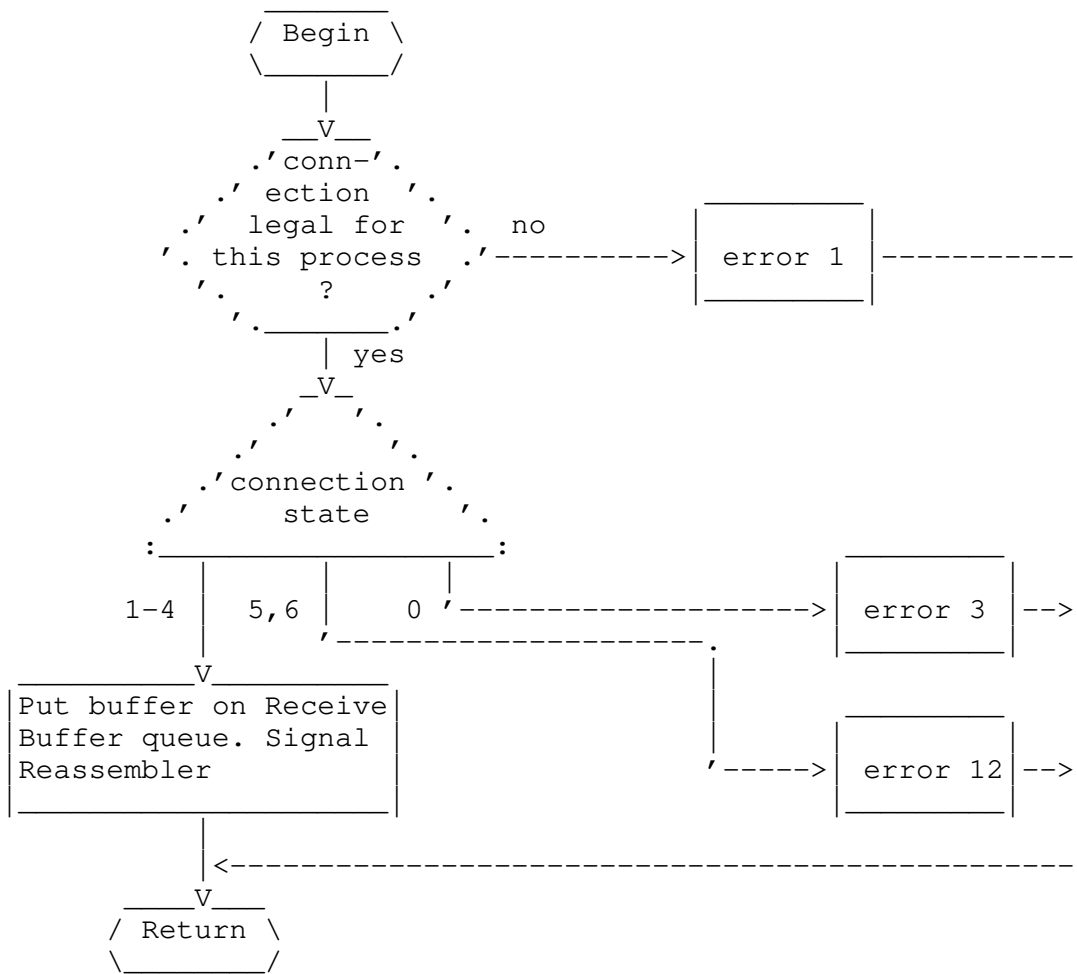 Begin
conn-
ection
legal for
no
this process
error 1
?
yes
connection
state
1-4
5,6
0
error 3
Put buffer on Receive
Buffer queue. Signal
Reassembler
error 12
Return